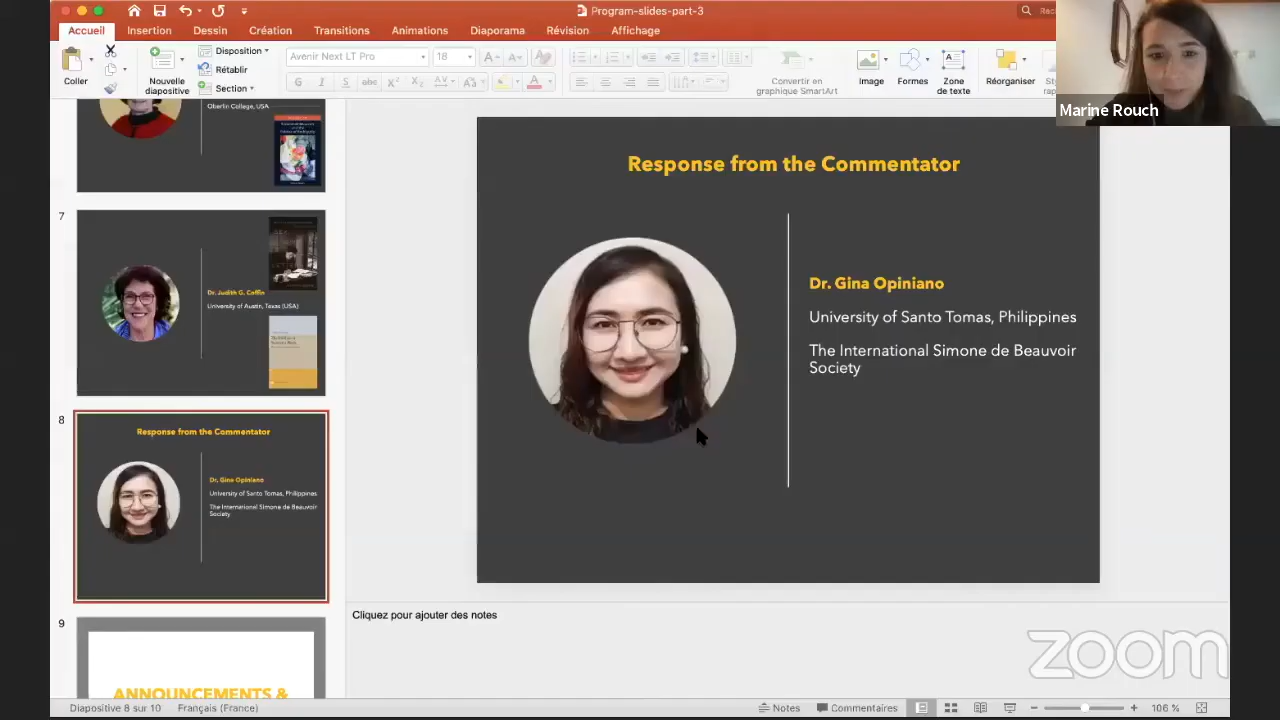 Program-slides-part-3
Accueil
Insertion
Dessin
Création
Transitions
Animations
Diaporama
Révision
Affichage
Coller
Nouvelle
diapositive
Disposition
Rétablir
Section
Avenir Next LT Pro
18
Convertir en
graphique SmartArt
Image
Formes
Zone
de texte
Réorganiser
Marine Rouch
Oberlin College, USA
7
Dr. Judith G. Coffin
University of Austin, Texas (USA)
8
Response from the Commentator
Dr. Gina Opiniano
University of Santo Tomas, Philippines
The International Simone de Beauvoir
Society
9
ANNOUNCEMENTS &
Response from the Commentator
Dr. Gina Opiniano
University of Santo Tomas, Philippines
The International Simone de Beauvoir
Society
Cliquez pour ajouter des notes
zoom
Diapositive 8 sur 10
Français (France)
Notes
Commentaires
106 %